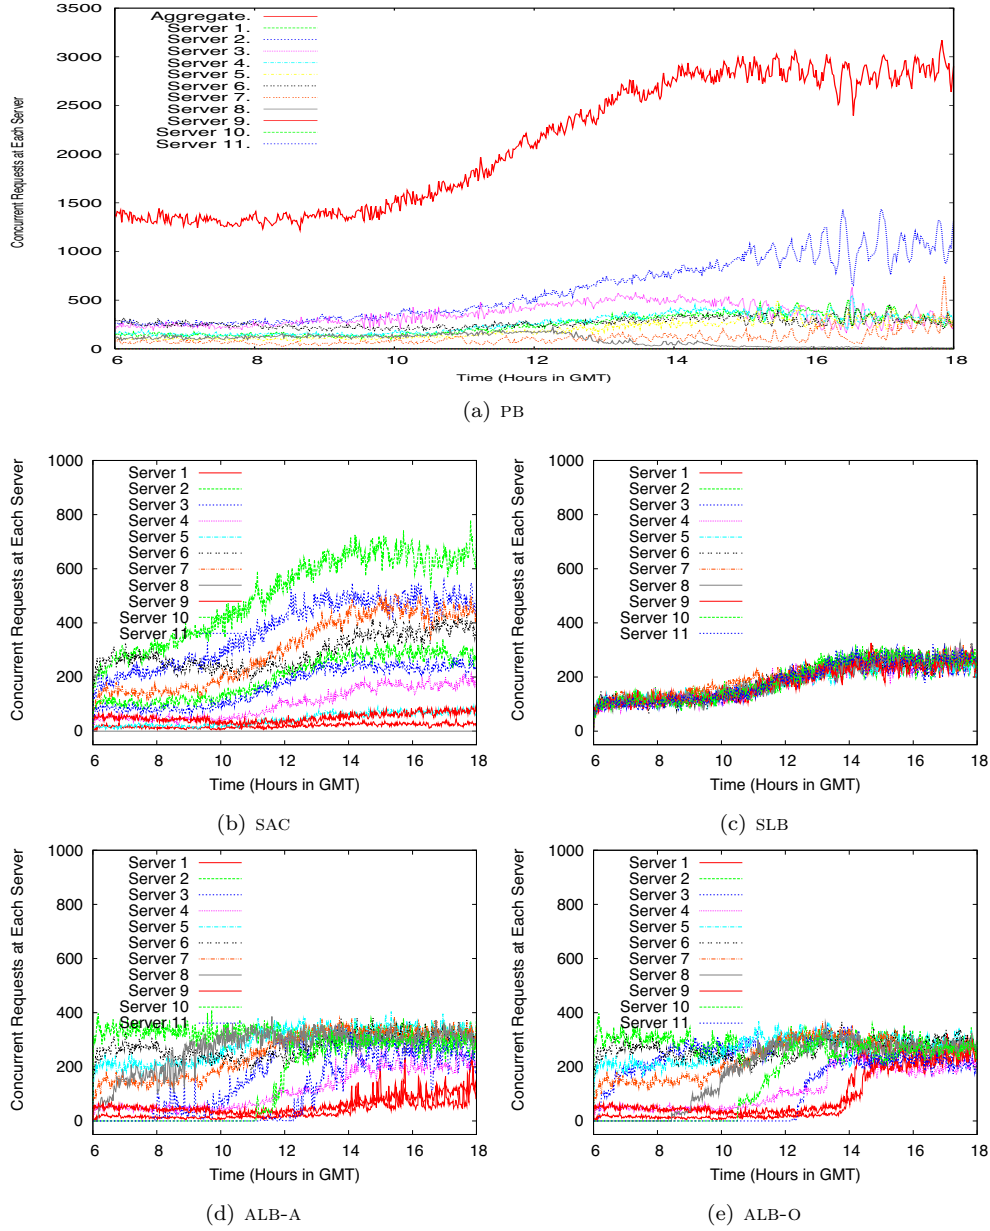 3500
3000
2500
2000
1500
1000
500
0
Concurrent Requests at Each Server
Aggregate.
Server 1.
Server 2.
Server 3.
Server 4.
Server 5.
Server 6.
Server 7.
Server 8.
Server 9.
Server 10.
Server 11.
6 8 10 12 14 16 18
Time (Hours in GMT)
(a) PB
1000
800
600
400
200
0
Concurrent Requests at Each Server
Server 1
Server 2
Server 3
Server 4
Server 5
Server 6
Server 7
Server 8
Server 9
Server 10
Server 11
6 8 10 12 14 16 18
Time (Hours in GMT)
(b) SAC
1000
800
600
400
200
0
Concurrent Requests at Each Server
Server 1
Server 2
Server 3
Server 4
Server 5
Server 6
Server 7
Server 8
Server 9
Server 10
Server 11
6 8 10 12 14 16 18
Time (Hours in GMT)
(c) SLB
1000
800
600
400
200
0
Concurrent Requests at Each Server
Server 1
Server 2
Server 3
Server 4
Server 5
Server 6
Server 7
Server 8
Server 9
Server 10
Server 11
6 8 10 12 14 16 18
Time (Hours in GMT)
(d) ALB-A
1000
800
600
400
200
0
Concurrent Requests at Each Server
Server 1
Server 2
Server 3
Server 4
Server 5
Server 6
Server 7
Server 8
Server 9
Server 10
Server 11
6 8 10 12 14 16 18
Time (Hours in GMT)
(e) ALB-O